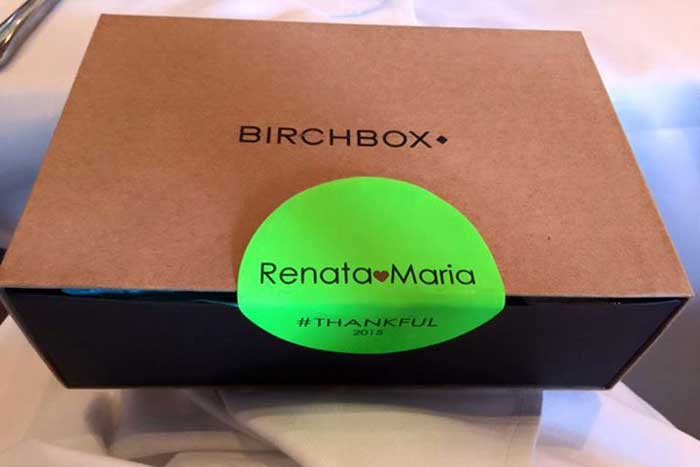 BIRCHBOX◆
Renata♥Maria
#THANKFUL
2015